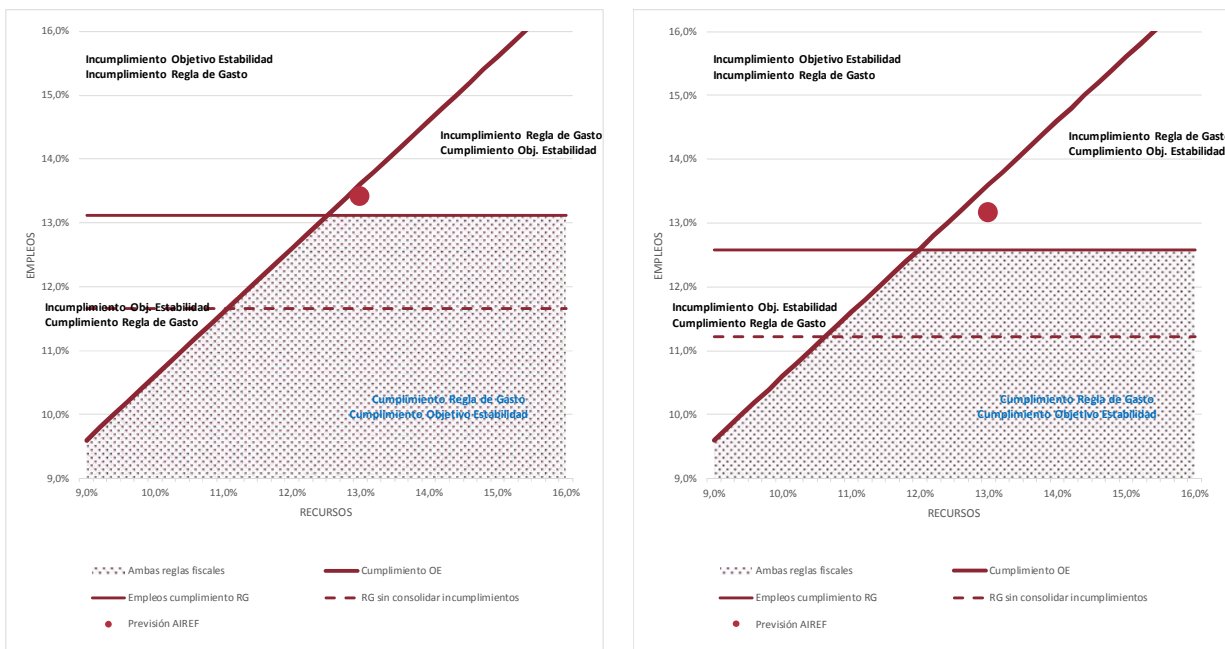 16,0%
Incumplimiento Objetivo Estabilidad
Incumplimiento Regla de Gasto
15,0%
Incumplimiento Regla de Gasto
Cumplimiento Obj. Estabilidad
14,0%
13,0%
EMPLEOS
12,0%
Incumplimiento Obj. Estabilidad
Cumplimiento Regla de Gasto
11,0%
Cumplimiento Regla de Gasto
Cumplimiento Objetivo Estabilidad
10,0%
9,0%
9,0% 10,0% 11,0% 12,0% 13,0% 14,0% 15,0% 16,0%
RECURSOS
Ambas reglas fiscales
Cumplimiento OE
Empleos cumplimiento RG
RG sin consolidar incumplimientos
Previsión AIREF
16,0%
Incumplimiento Objetivo Estabilidad
Incumplimiento Regla de Gasto
15,0%
Incumplimiento Regla de Gast
Cumplimiento Obj. Estabilidad
14,0%
13,0%
EMPLEOS
12,0%
Incumplimiento Obj. Estabilidad
Cumplimiento Regla de Gasto
11,0%
Cumplimiento Regla de Gasto
Cumplimiento Objetivo Estabilidad
10,0%
9,0%
9,0% 10,0% 11,0% 12,0% 13,0% 14,0% 15,0% 16,0%
RECURSOS
Ambas reglas fiscales
Cumplimiento OE
Empleos cumplimiento RG
RG sin consolidar incumplimientos
Previsión AIREF